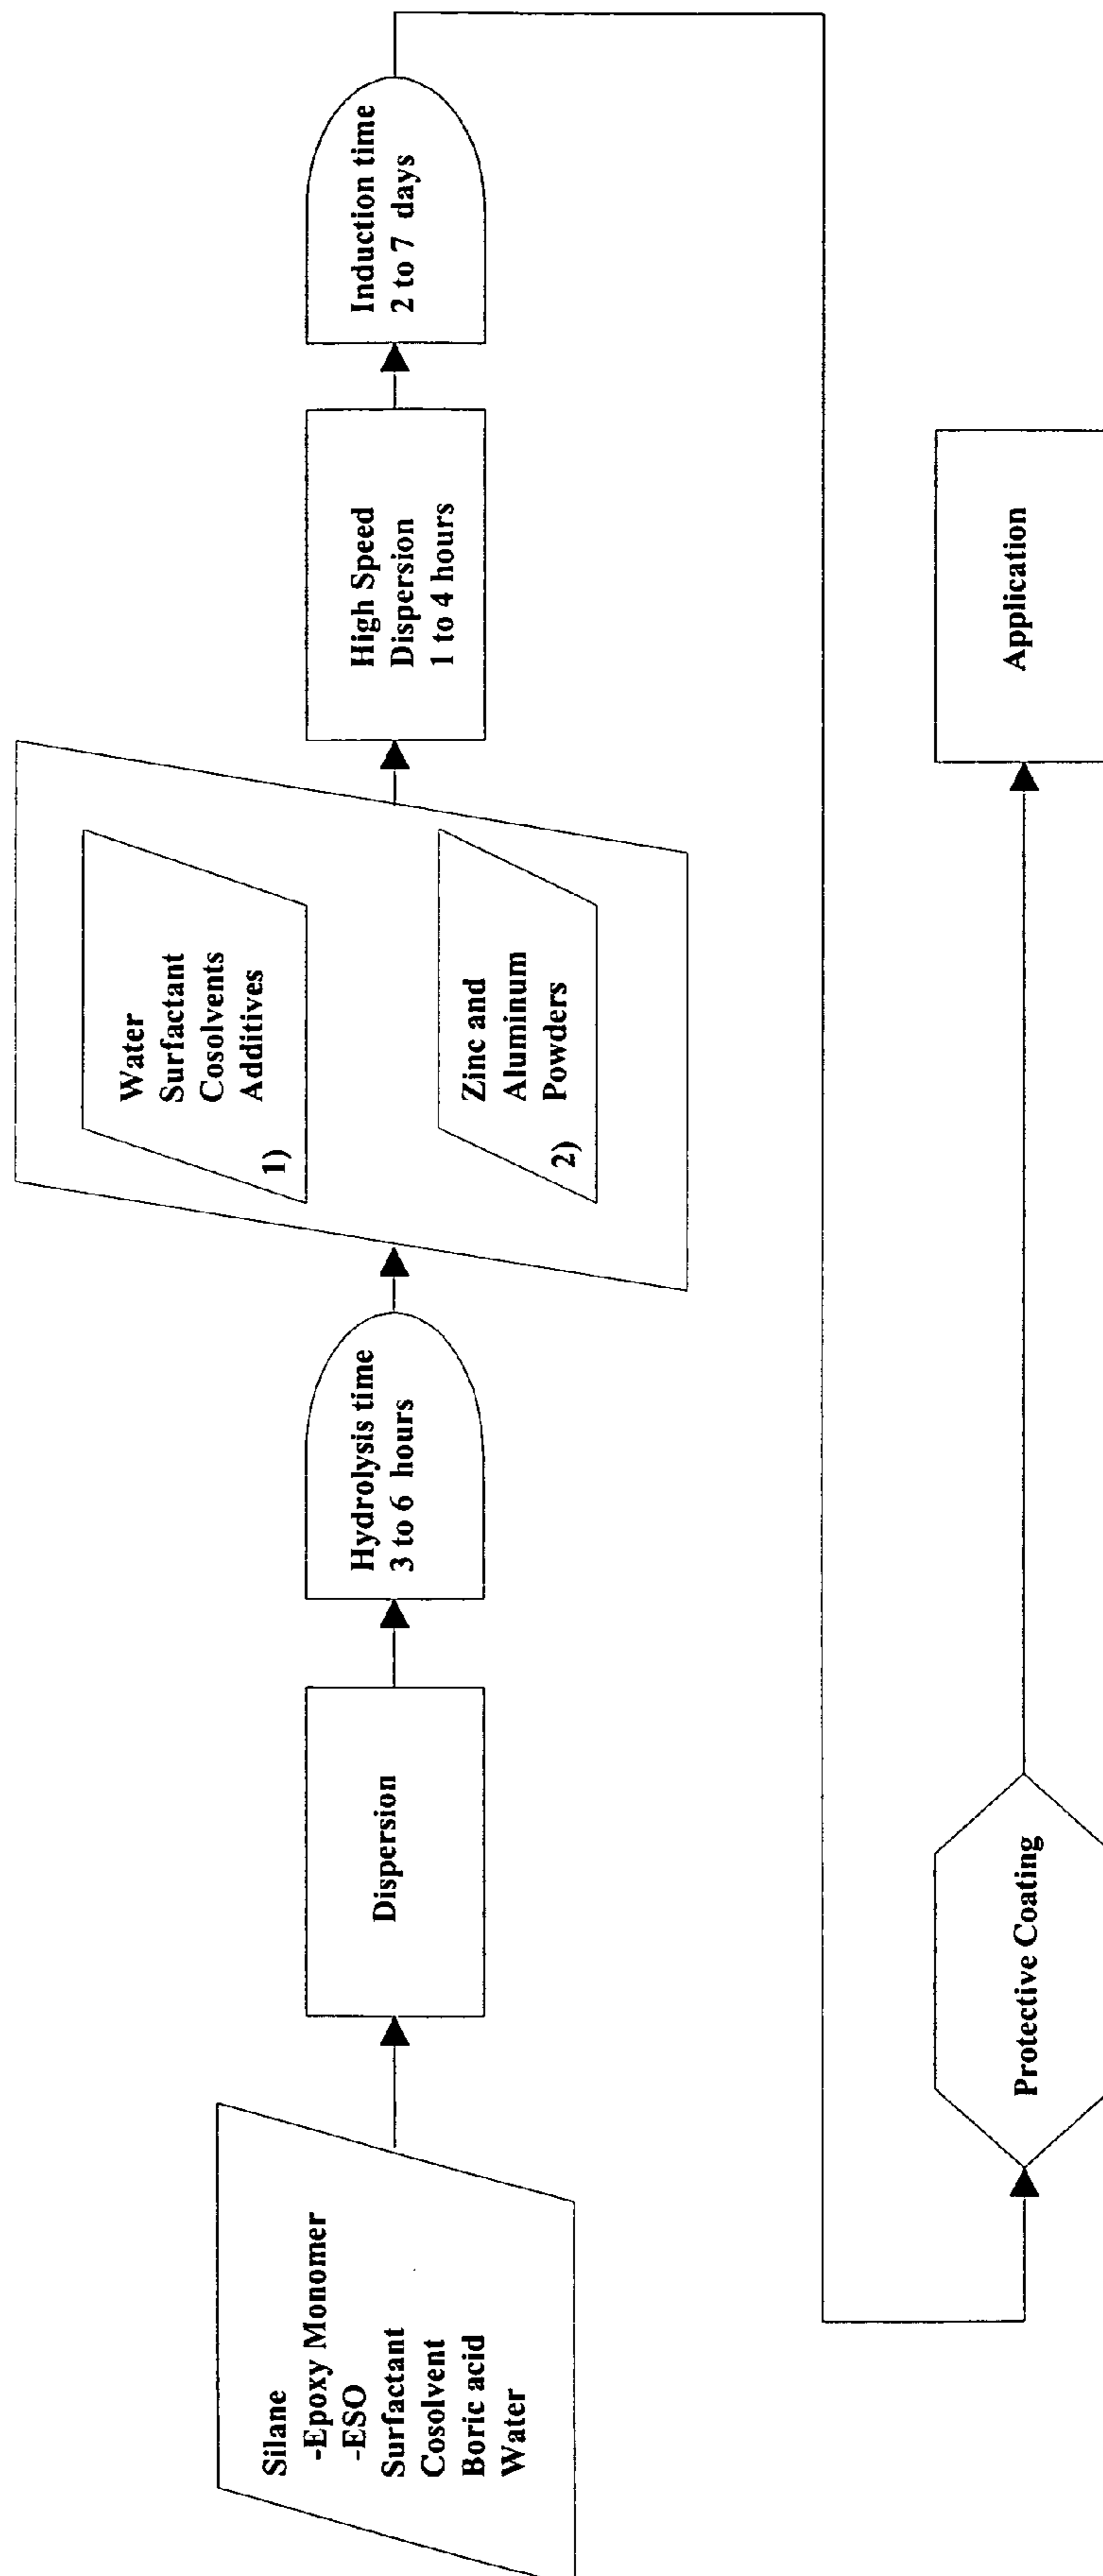 Silane
-Epoxy Monomer
-ESO
Surfactant
Cosolvent
Boric acid
Water
Dispersion
Hydrolysis time
3 to 6 hours
Water
Surfactant
Cosolvents
Additives
1)
Zinc and
Aluminum
Powders
2)
High Speed
Dispersion
1 to 4 hours
Induction time
2 to 7 days
Protective Coating
Application